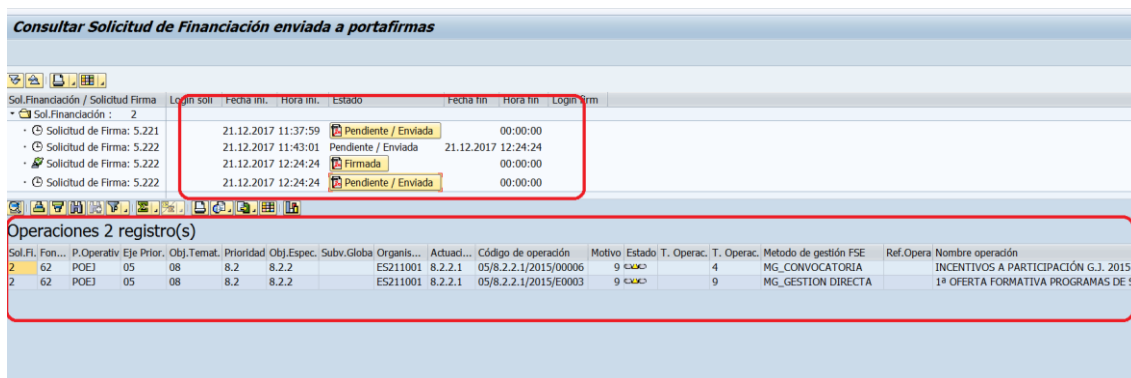 Consultar Solicitud de Financiación enviada a portafirmas
Sol.Financiación / Solicitud Firma Login soli Fecha ini. Hora ini. Estado Fecha fin Hora fin Login firm
Sol.Financiación : 2
Solicitud de Firma: 5.221 21.12.2017 11:37:59 Pendiente / Enviada 00:00:00
Solicitud de Firma: 5.222 21.12.2017 11:43:01 Pendiente / Enviada 21.12.2017 12:24:24
Solicitud de Firma: 5.222 21.12.2017 12:24:24 Firmada 00:00:00
Solicitud de Firma: 5.222 21.12.2017 12:24:24 Pendiente / Enviada 00:00:00
Operaciones 2 registro(s)
Sol.Fi. Fon... P.Operativ Eje Prior. Obj.Temat. Prioridad Obj.Espec. Subv.Globa Organis... Actuaci... Código de operación Motivo Estado T. Operac. T. Operac. Metodo de gestión FSE Ref.Opera Nombre operación
2 62 POEJ 05 08 8.2 8.2.2 ES211001 8.2.2.1 05/8.2.2.1/2015/00006 9 4 MG_CONVOCATORIA INCENTIVOS A PARTICIPACIÓN G.J. 2015
2 62 POEJ 05 08 8.2 8.2.2 ES211001 8.2.2.1 05/8.2.2.1/2015/E0003 9 9 MG_GESTION DIRECTA 1ª OFERTA FORMATIVA PROGRAMAS DE